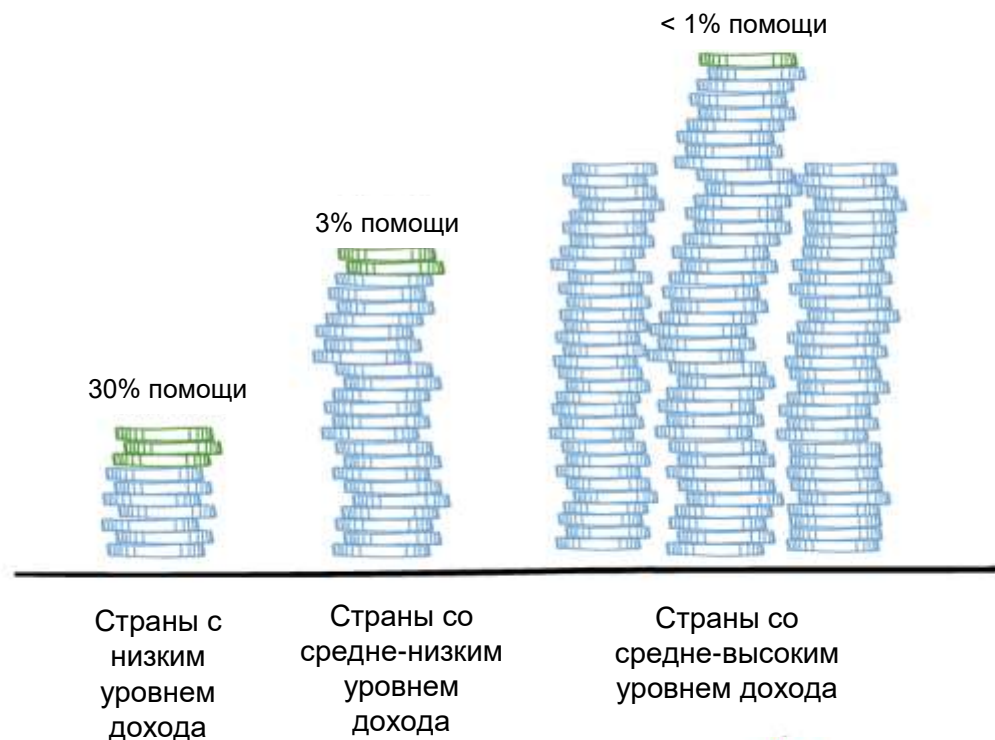 < 1% помощи
3% помощи
30% помощи
Страны с
низким
уровнем
дохода
Страны со
средне-низким
уровнем
дохода
Страны со
средне-высоким
уровнем дохода